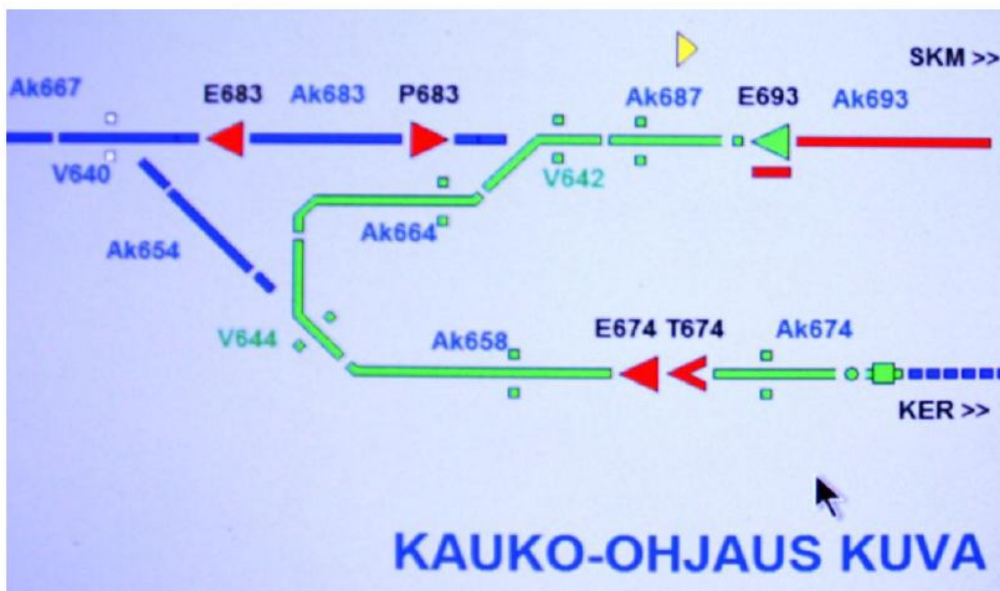 SKM >>
Ak667 E683 Ak683 P683 Ak687 E693 Ak693
V640 V642
Ak664
Ak654
V644 Ak658 E674 T674 Ak674
KER >>
KAUKO-OHJAUS KUVA